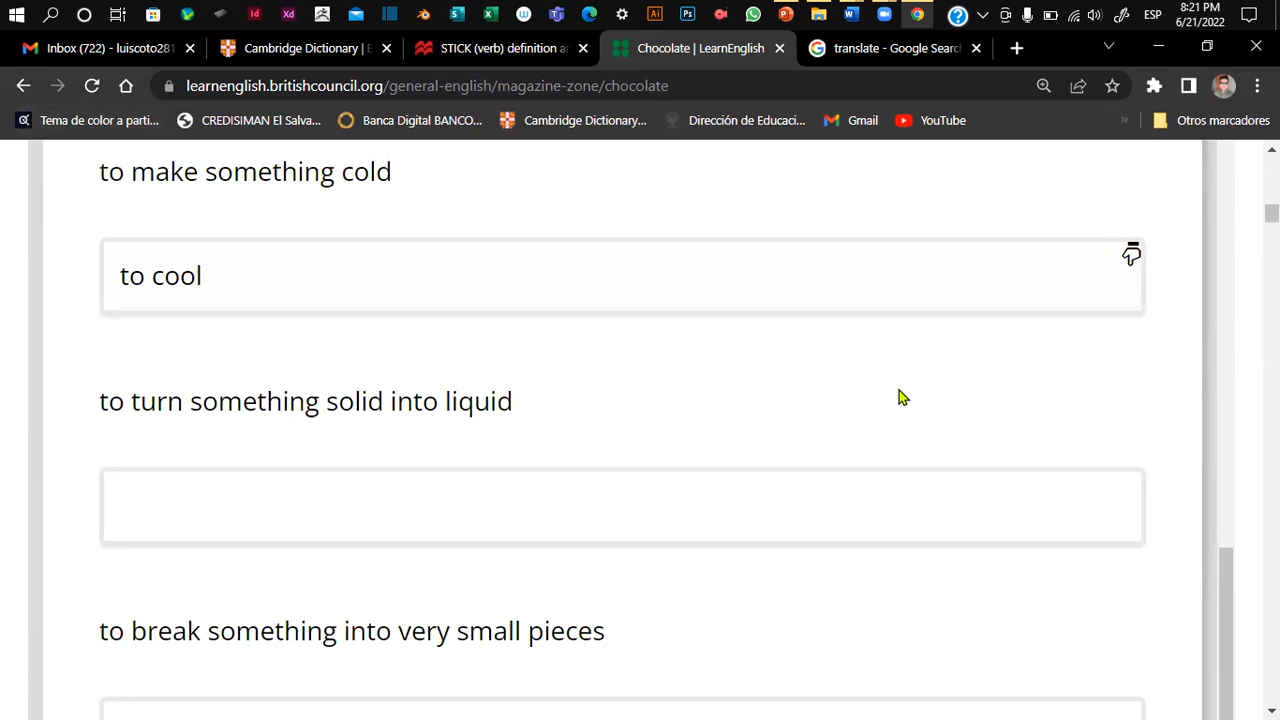 8:21 PM
ESP
6/21/2022
Inbox (722) - luiscoto281
Cambridge Dictionary | E
STICK (verb) definition ar
Chocolate | LearnEnglish
translate - Google Searc
learnenglish.britishcouncil.org/general-english/magazine-zone/chocolate
Tema de color a parti...
CREDISIMAN El Salva...
Banca Digital BANCO...
Cambridge Dictionary...
Dirección de Educaci...
Gmail
YouTube
»
Otros marcadores
to make something cold
to cool
to turn something solid into liquid
to break something into very small pieces